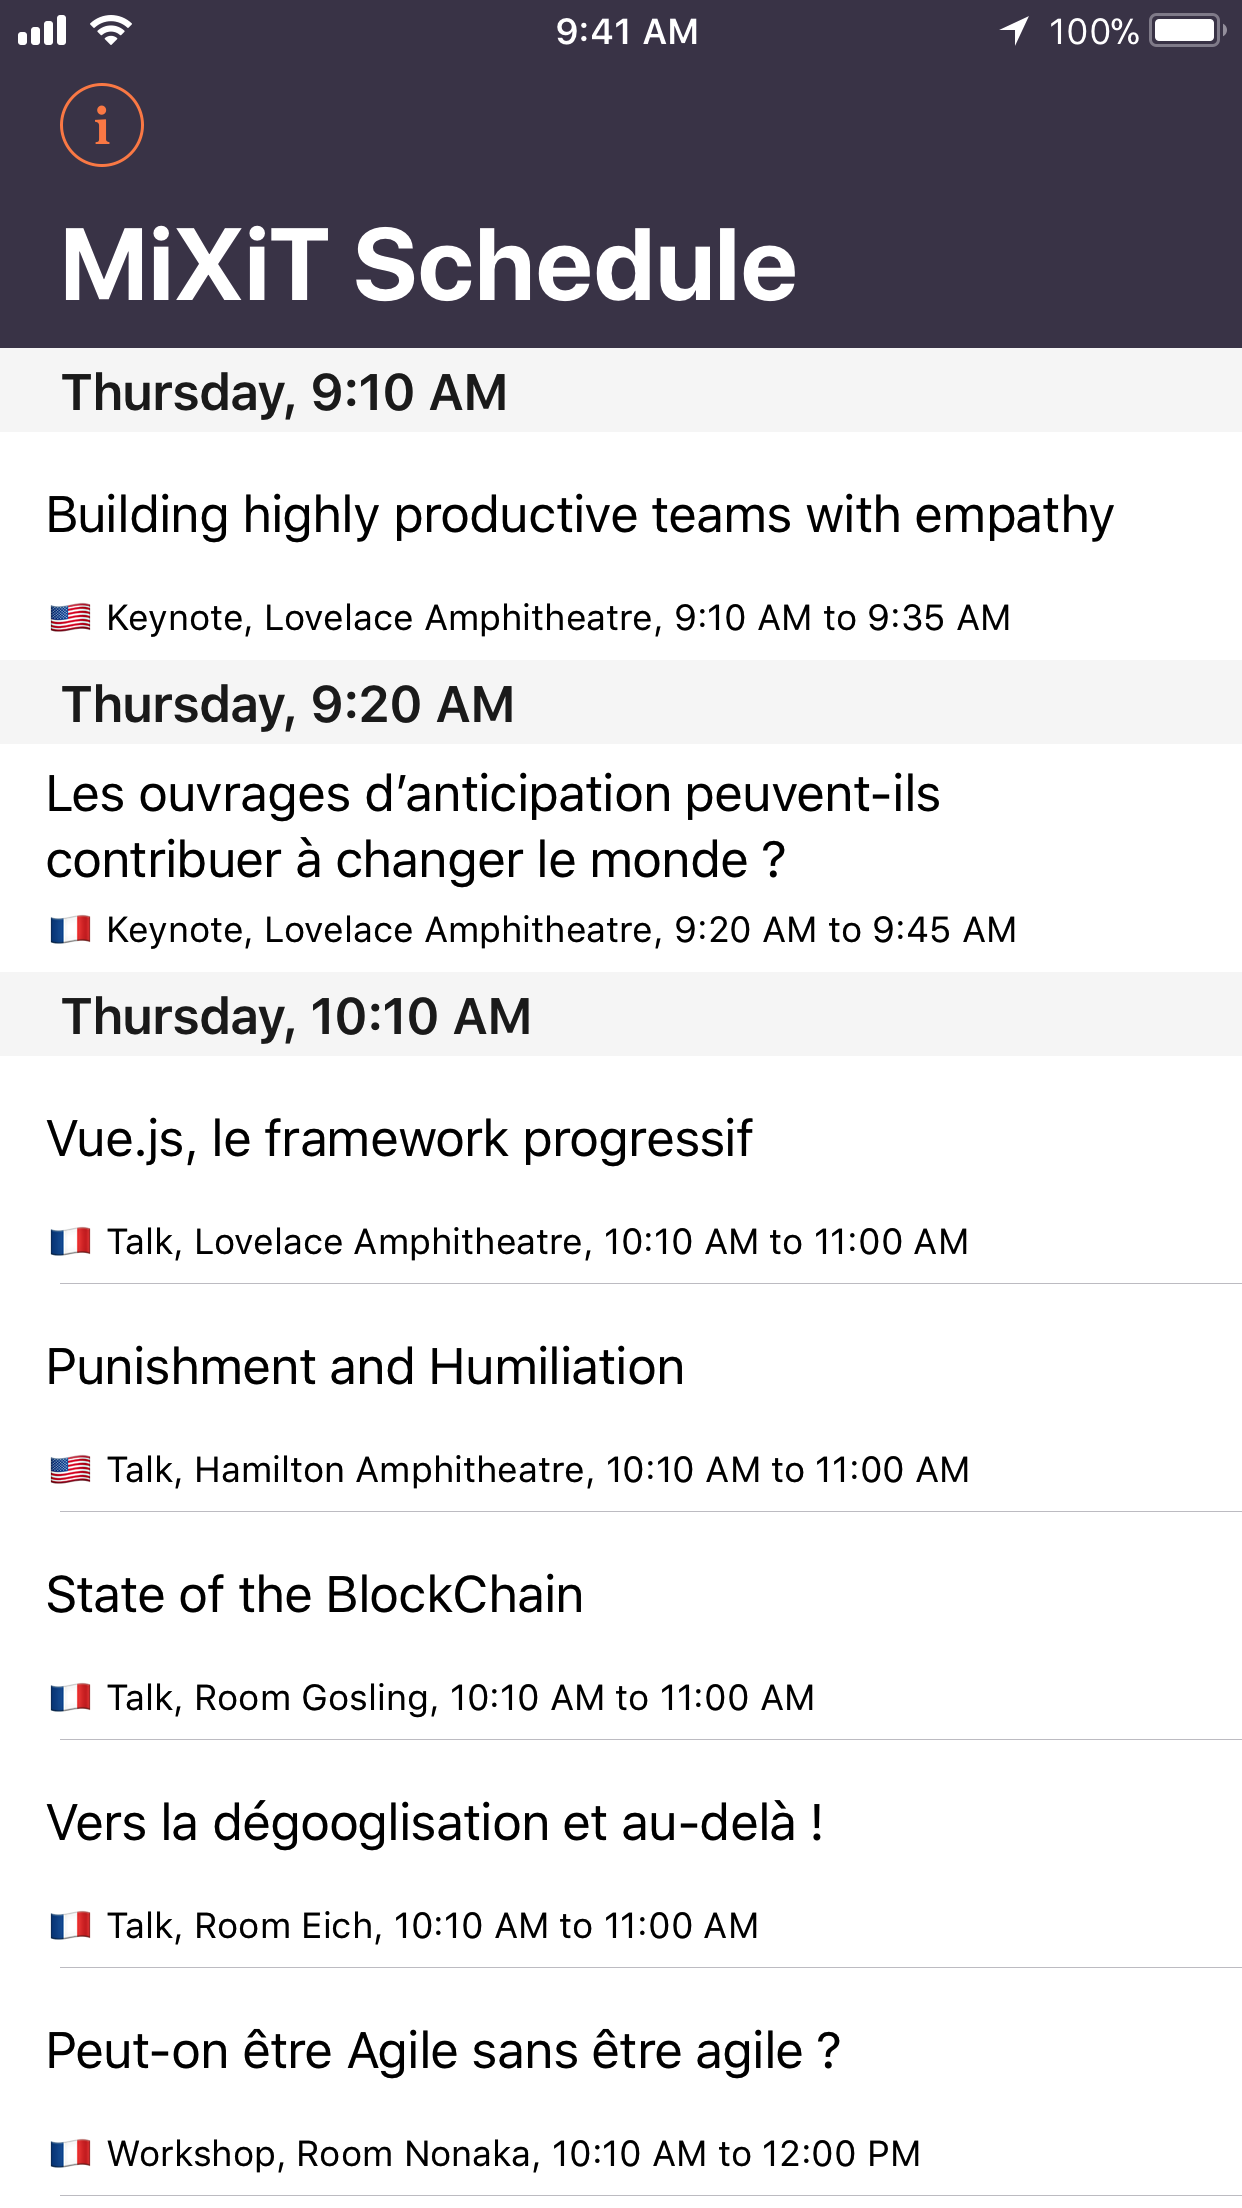 9:41 AM
100%
i
MiXiT Schedule
Thursday, 9:10 AM
Building highly productive teams with empathy
🇺🇸 Keynote, Lovelace Amphitheatre, 9:10 AM to 9:35 AM
Thursday, 9:20 AM
Les ouvrages d’anticipation peuvent-ils
contribuer à changer le monde ?
🇫🇷 Keynote, Lovelace Amphitheatre, 9:20 AM to 9:45 AM
Thursday, 10:10 AM
Vue.js, le framework progressif
🇫🇷 Talk, Lovelace Amphitheatre, 10:10 AM to 11:00 AM
Punishment and Humiliation
🇺🇸 Talk, Hamilton Amphitheatre, 10:10 AM to 11:00 AM
State of the BlockChain
🇫🇷 Talk, Room Gosling, 10:10 AM to 11:00 AM
Vers la dégooglisation et au-delà !
🇫🇷 Talk, Room Eich, 10:10 AM to 11:00 AM
Peut-on être Agile sans être agile ?
🇫🇷 Workshop, Room Nonaka, 10:10 AM to 12:00 PM